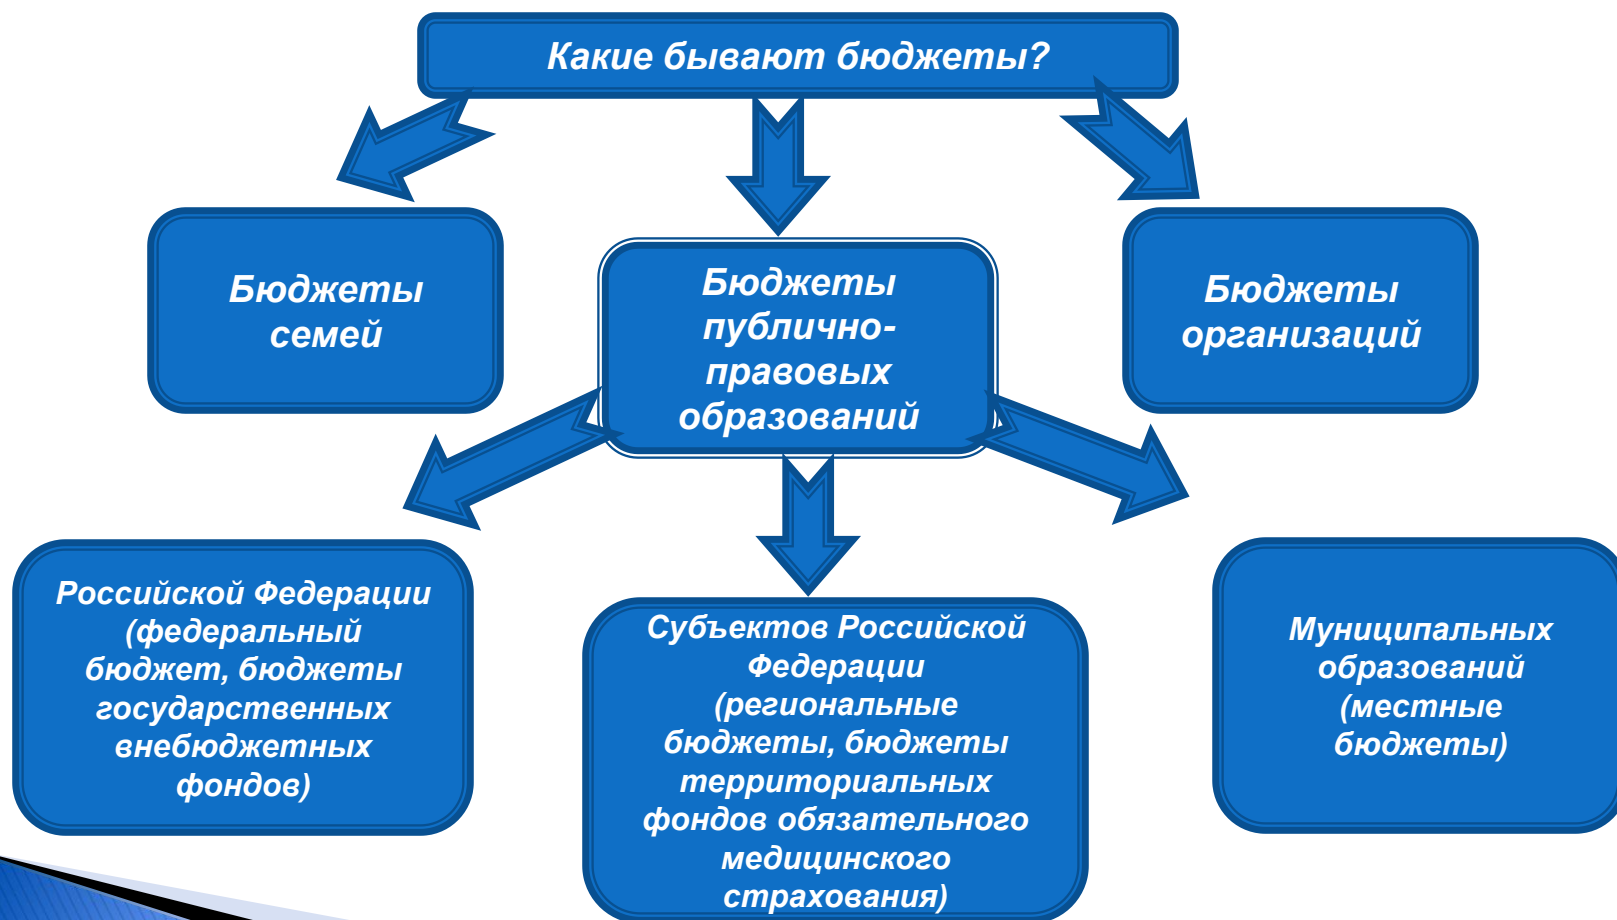 Какие бывают бюджеты?
Бюджеты
семей
Бюджеты
публично-
правовых
образований
Бюджеты
организаций
Российской Федерации
(федеральный
бюджет, бюджеты
государственных
внебюджетных
фондов)
Субъектов Российской
Федерации
(региональные
бюджеты, бюджеты
территориальных
фондов обязательного
медицинского
страхования)
Муниципальных
образований
(местные
бюджеты)